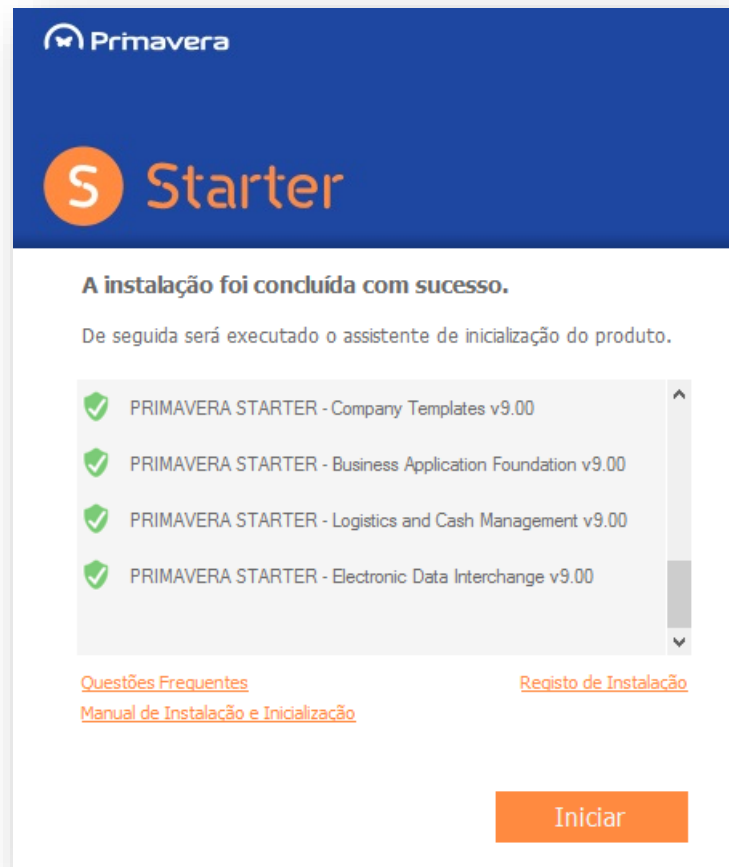 Primavera
S Starter
A instalação foi concluída com sucesso.
De seguida será executado o assistente de inicialização do produto.
PRIMAVERA STARTER - Company Templates v9.00
PRIMAVERA STARTER - Business Application Foundation v9.00
PRIMAVERA STARTER - Logistics and Cash Management v9.00
PRIMAVERA STARTER - Electronic Data Interchange v9.00
Questões Frequentes Registo de Instalação
Manual de Instalação e Inicialização
Iniciar